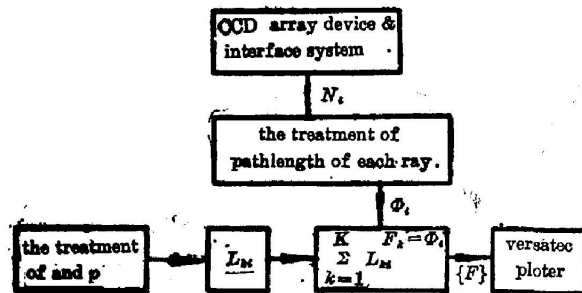 CCD array device &
interface system
N_i
the treatment of
pathlength of each ray.
Φ_i
the treatment
of and p
L_ki
K
Σ L_ki F_k = Φ_i
k=1
{F}
versatec
ploter